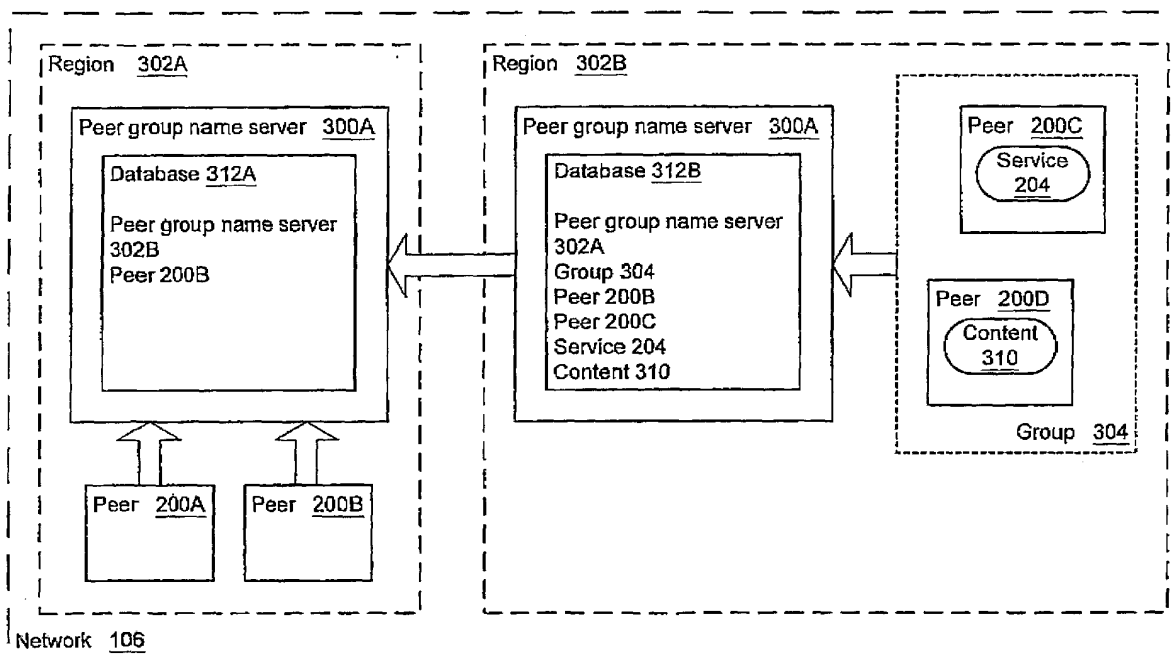 Region 302A
Peer group name server 300A
Database 312A
Peer group name server
302B
Peer 200B
Peer 200A
Peer 200B
Region 302B
Peer group name server 300A
Database 312B
Peer group name server
302A
Group 304
Peer 200B
Peer 200C
Service 204
Content 310
Peer 200C
Service
204
Peer 200D
Content
310
Group 304
Network 106